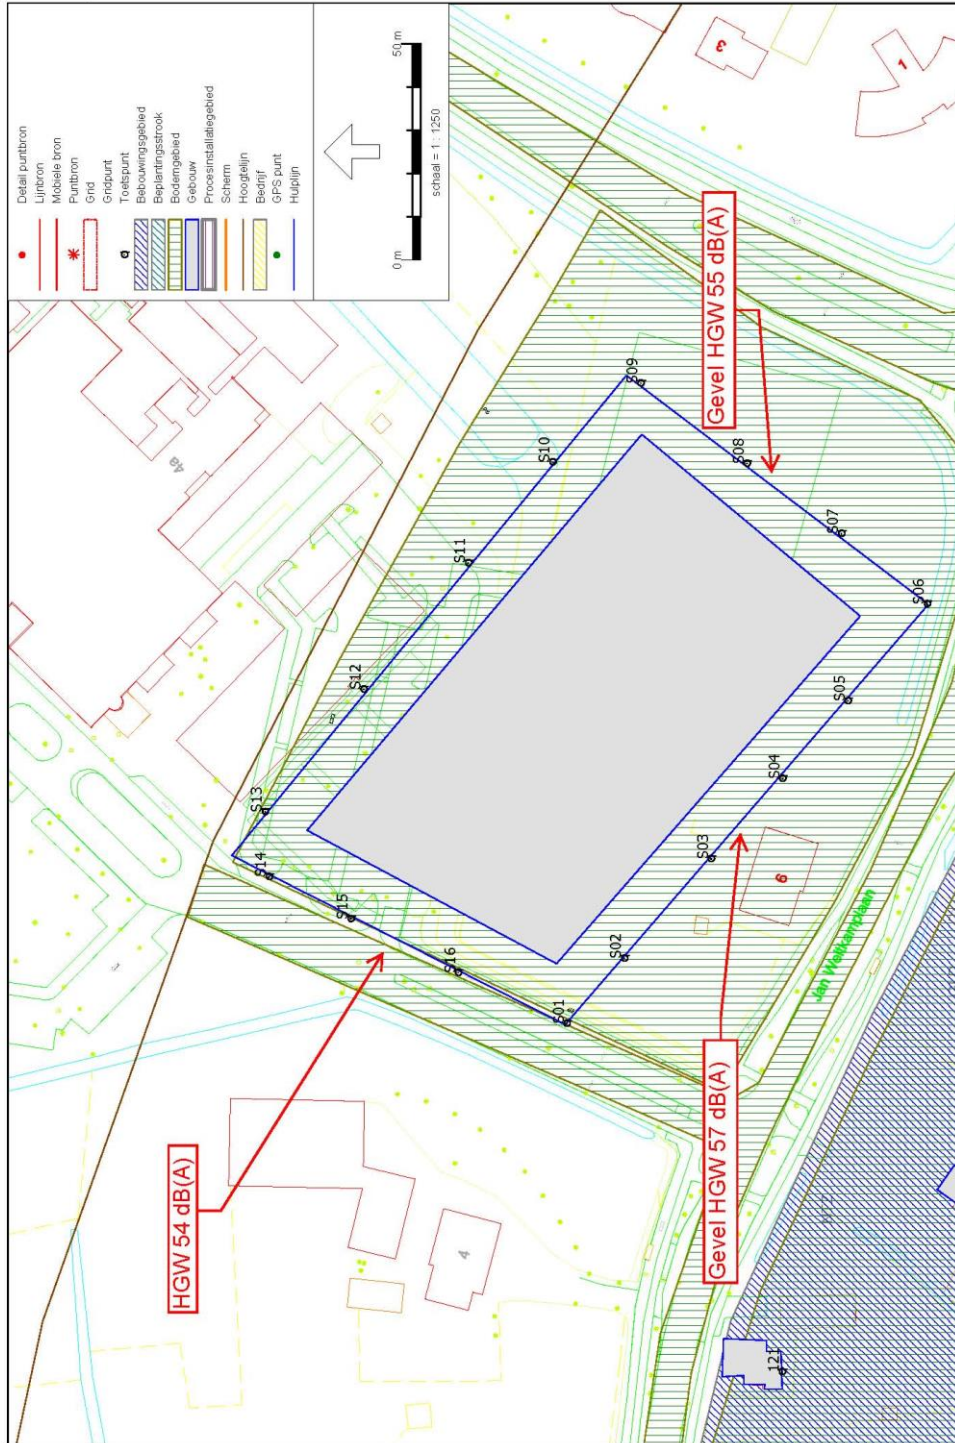 Detail puntbron
Lijnbron
Mobiele bron
Puntbron
Grid
Gridpunt
Toetspunt
Bebouwingsgebied
Beplantingsstrook
Bodemgebied
Gebouw
Procesinstallatiegebied
Scherm
Hoogtelijn
Bedrijf
GPS punt
Hulplijn
0 m
50 m
schaal = 1 : 1250
3
1
4a
S09
S10
S11
S12
S13
S14
S15
S16
S01
S02
S03
S04
S05
S06
S07
S08
6
4
121
Jan Weitkamplaan
HGW 54 dB(A)
Gevel HGW 55 dB(A)
Gevel HGW 57 dB(A)